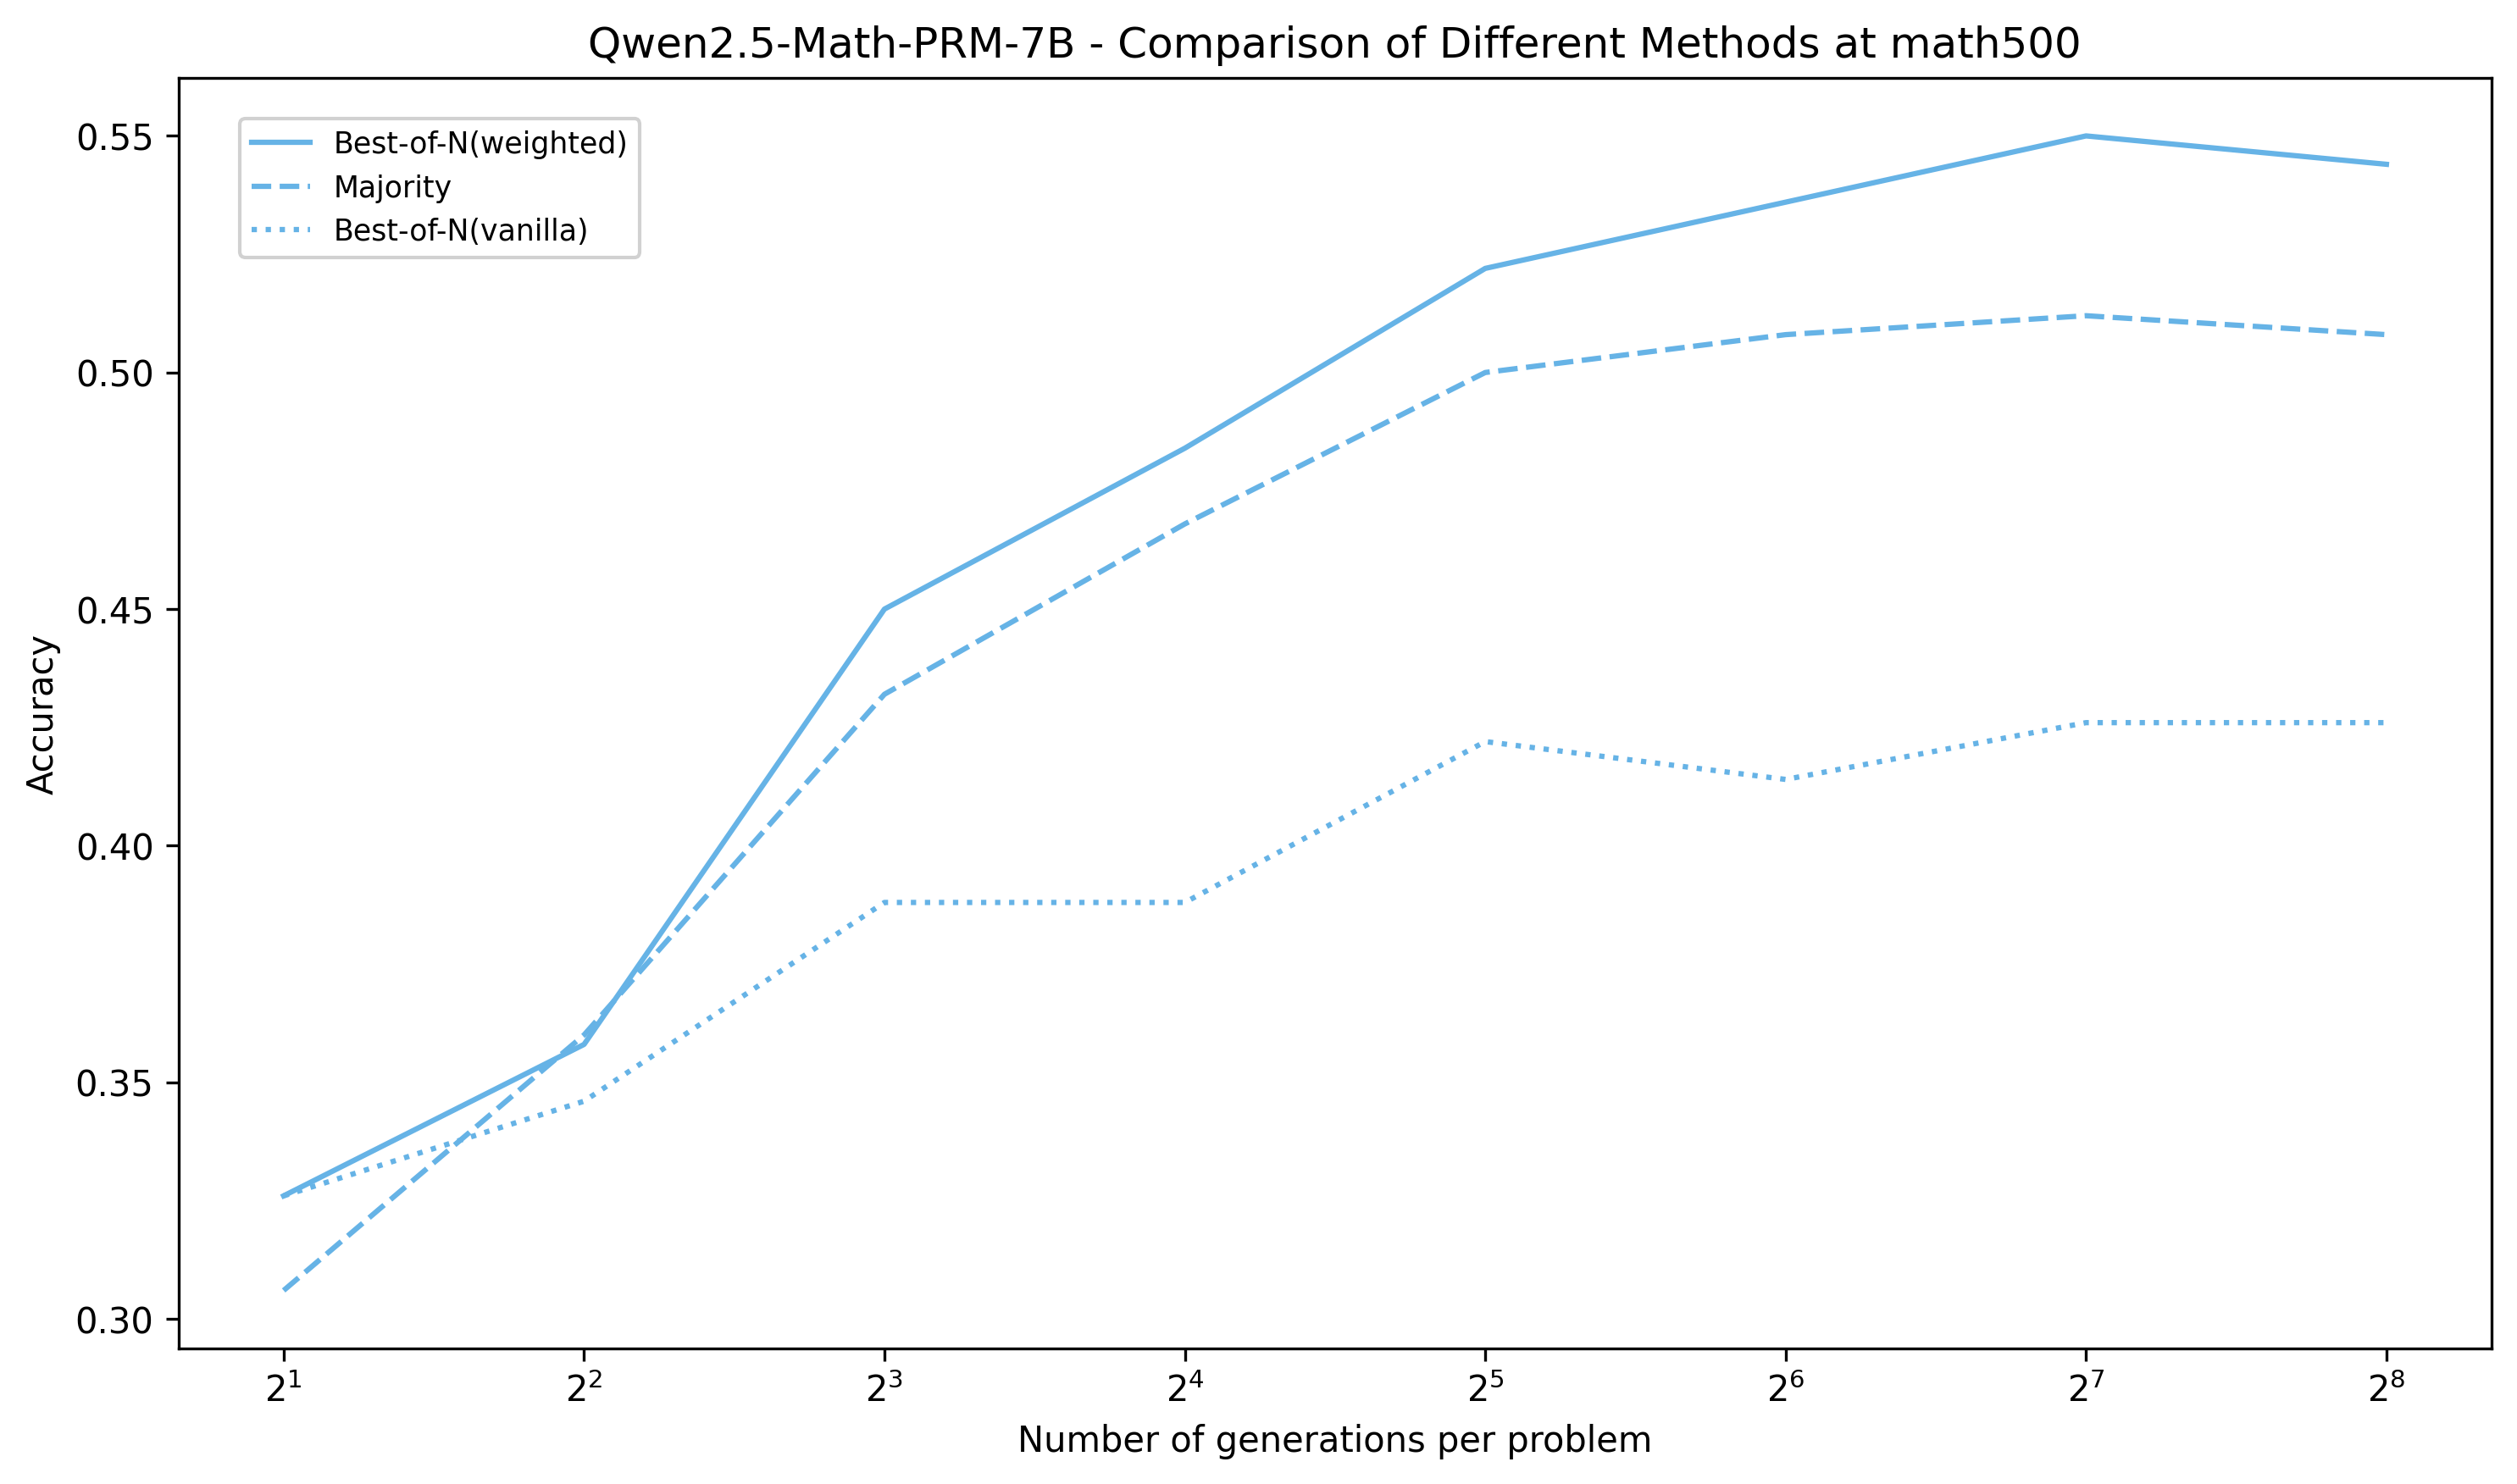 Qwen2.5-Math-PRM-7B - Comparison of Different Methods at math500
Best-of-N(weighted)
Majority
Best-of-N(vanilla)
Accuracy
0.55
0.50
0.45
0.40
0.35
0.30
2¹ 2² 2³ 2⁴ 2⁵ 2⁶ 2⁷ 2⁸
Number of generations per problem